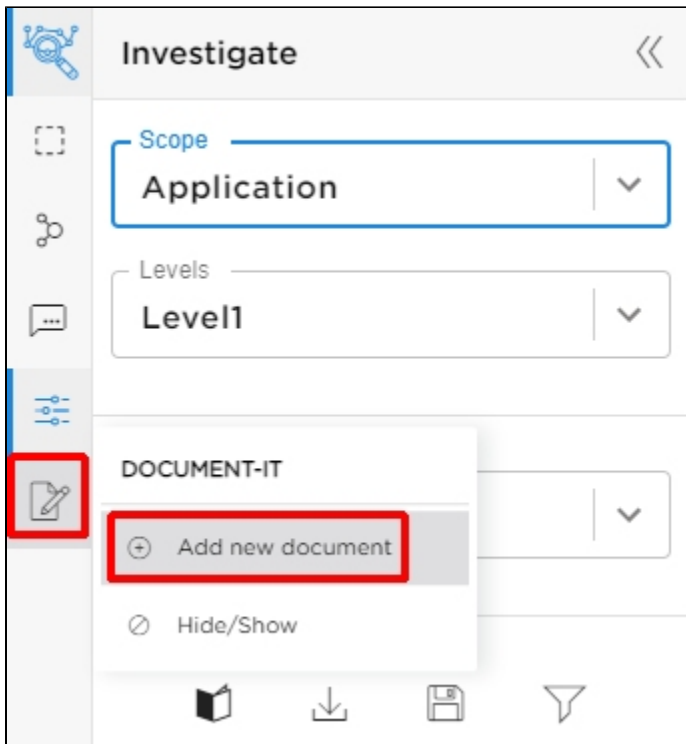 Investigate
Scope
Application
Levels
Level1
DOCUMENT-IT
Add new document
Hide/Show